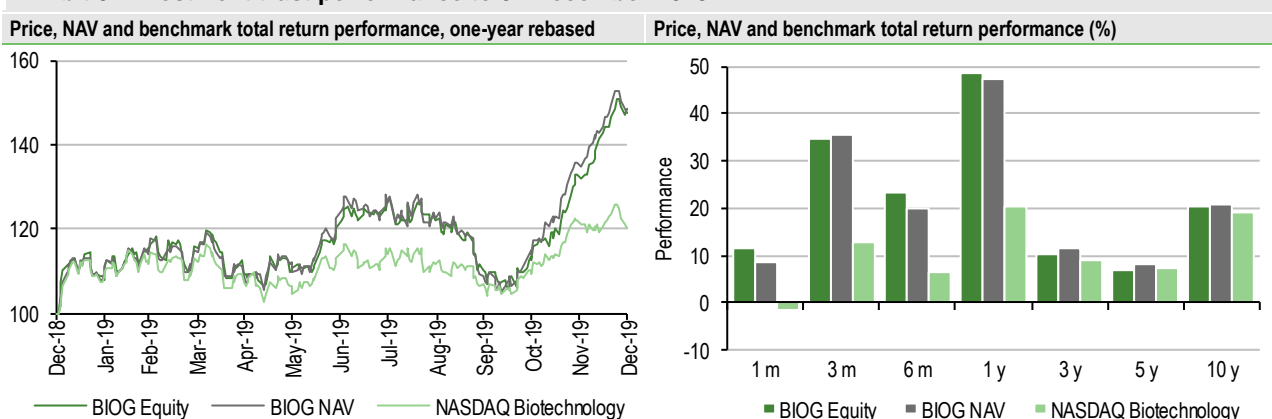 Price, NAV and benchmark total return performance, one-year rebased
160
140
120
100
Dec-18
Jan-19
Feb-19
Mar-19
Apr-19
May-19
Jun-19
Jul-19
Aug-19
Sep-19
Oct-19
Nov-19
Dec-19
BIOG Equity
BIOG NAV
NASDAQ Biotechnology
Price, NAV and benchmark total return performance (%)
Performance
50
40
30
20
10
0
-10
1 m
3 m
6 m
1 y
3 y
5 y
10 y
BIOG Equity
BIOG NAV
NASDAQ Biotechnology